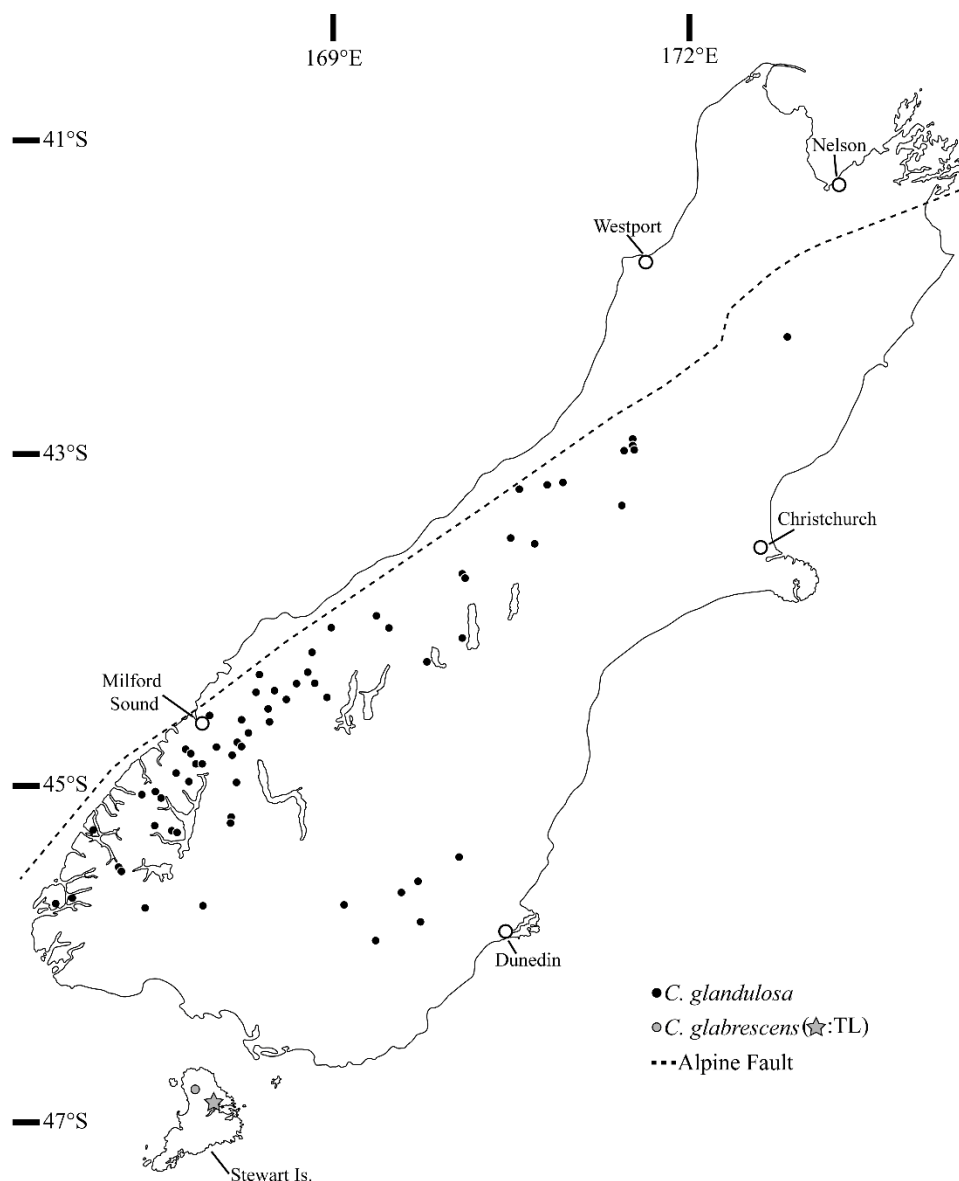 169°E
172°E
41°S
Nelson
Westport
43°S
Christchurch
Milford
Sound
45°S
Dunedin
C. glandulosa
C. glabrescens (:TL)
Alpine Fault
47°S
Stewart Is.